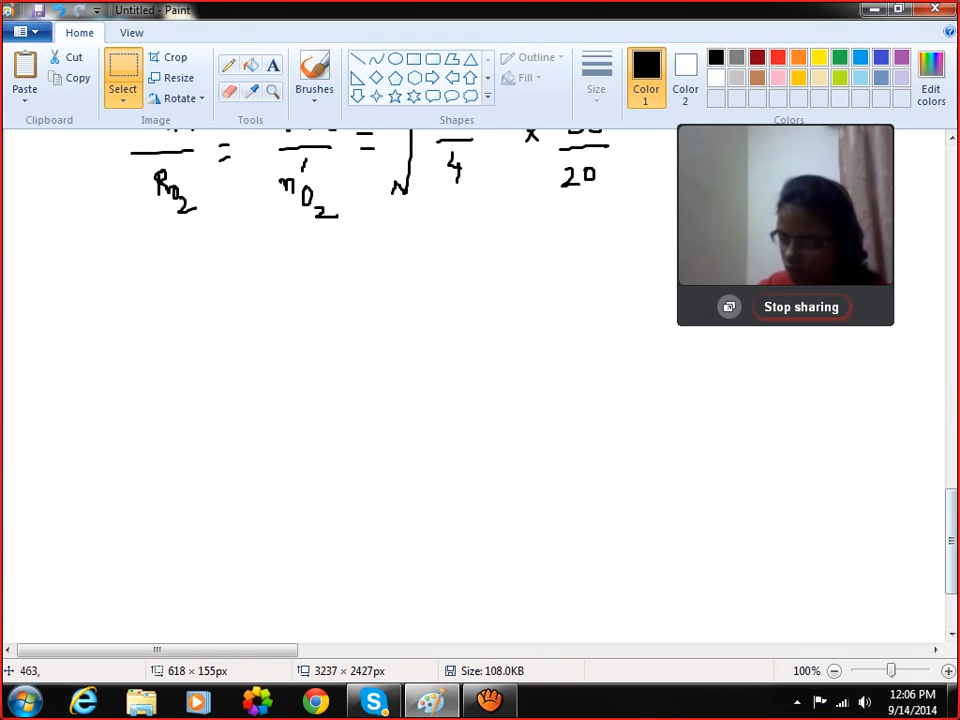 Untitled - Paint
Home View
Paste
Cut
Copy
Clipboard
Select
Crop
Resize
Rotate
Image
A
Tools
Brushes
Outline
Fill
Shapes
Size
Color 1
Color 2
Edit colors
Colors
= = √ 4 × 20
R D2
n' O2
Stop sharing
463,
618 × 155px
3237 × 2427px
Size: 108.0KB
100%
12:06 PM
9/14/2014